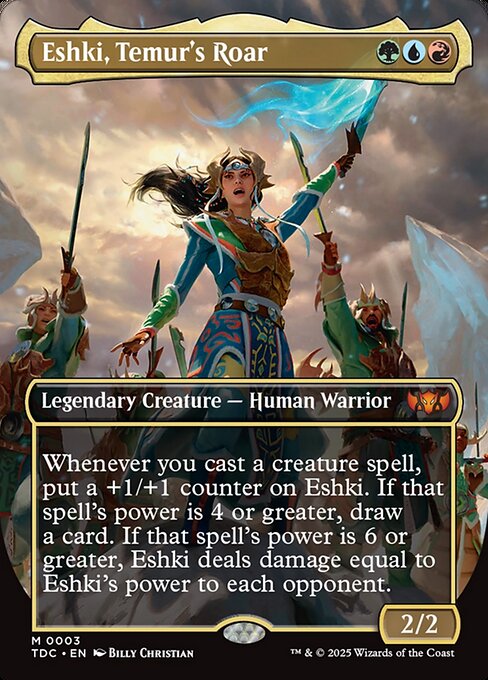 Eshki, Temur's Roar
Legendary Creature — Human Warrior
Whenever you cast a creature spell,
put a +1/+1 counter on Eshki. If that
spell's power is 4 or greater, draw
a card. If that spell's power is 6 or
greater, Eshki deals damage equal to
Eshki's power to each opponent.
2/2
M 0003
TDC • EN Billy Christian
™ & © 2025 Wizards of the Coast